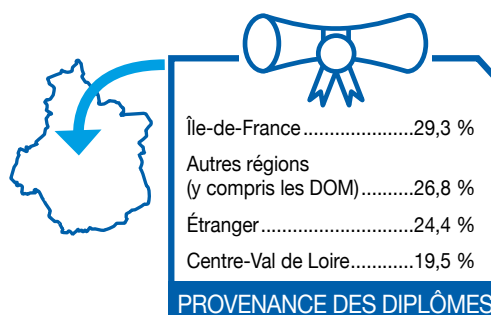 Île-de-France.....................29,3 %
Autres régions
(y compris les DOM)..........26,8 %
Étranger.............................24,4 %
Centre-Val de Loire............19,5 %
PROVENANCE DES DIPLÔMES